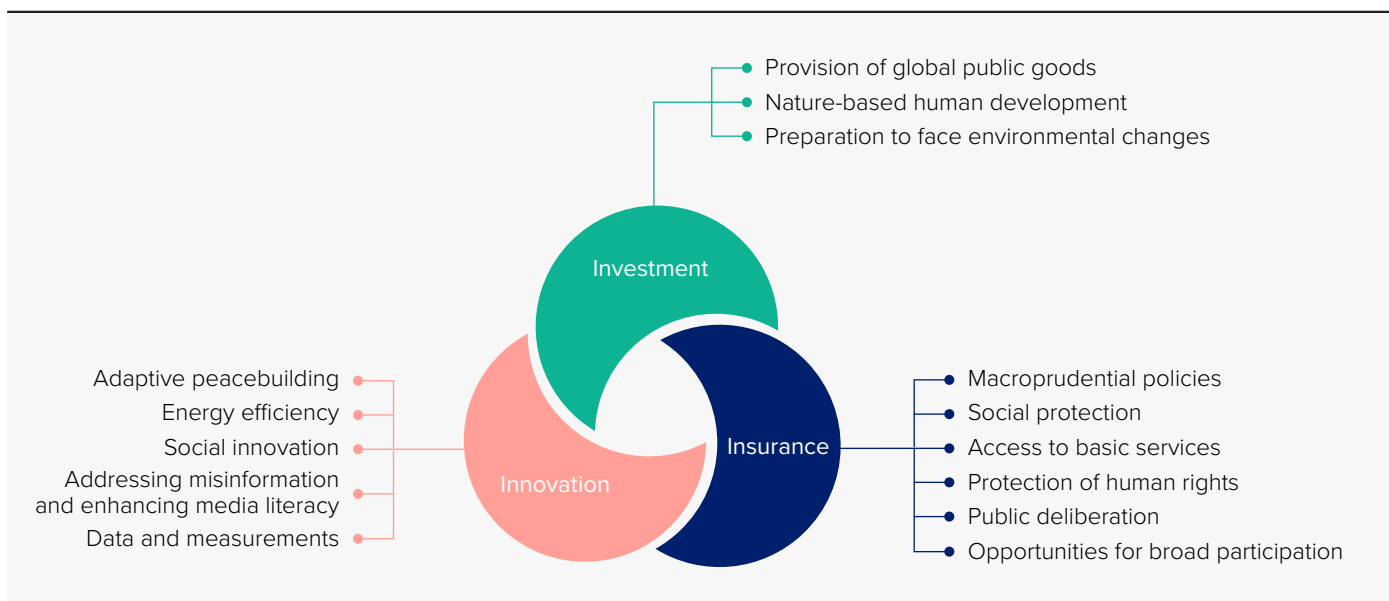 Provision of global public goods
Nature-based human development
Preparation to face environmental changes
Investment
Adaptive peacebuilding
Energy efficiency
Social innovation
Addressing misinformation
and enhancing media literacy
Data and measurements
Innovation
Insurance
Macroprudential policies
Social protection
Access to basic services
Protection of human rights
Public deliberation
Opportunities for broad participation